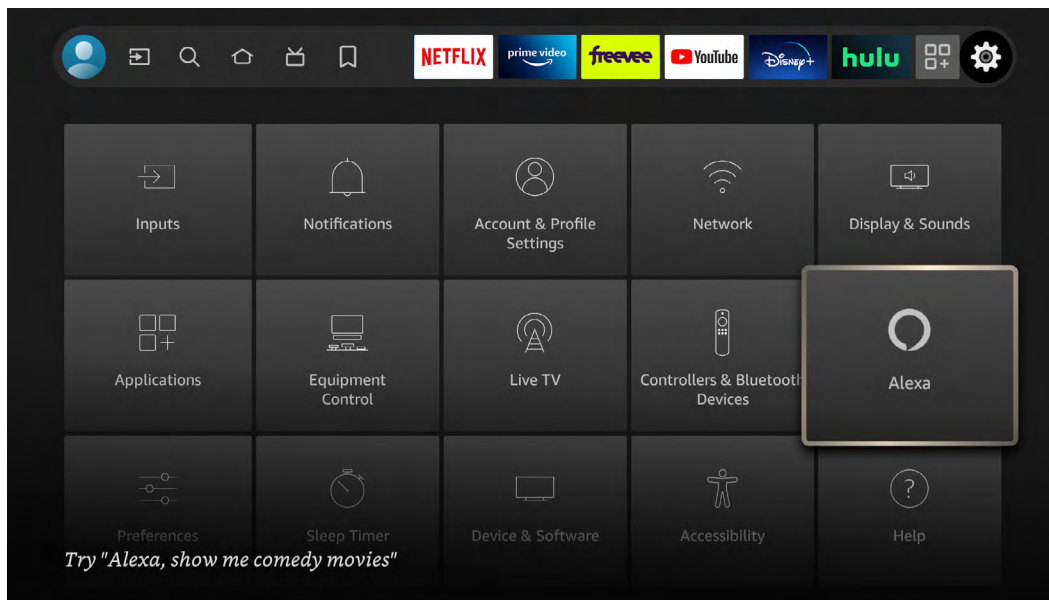 NETFLIX prime video freevee YouTube Disney+ hulu
Inputs Notifications Account & Profile Network Display & Sounds
Settings
Applications Equipment Live TV Controllers & Bluetooth Alexa
Control Devices
Preferences Sleep Timer Device & Software Accessibility Help
Try "Alexa, show me comedy movies"